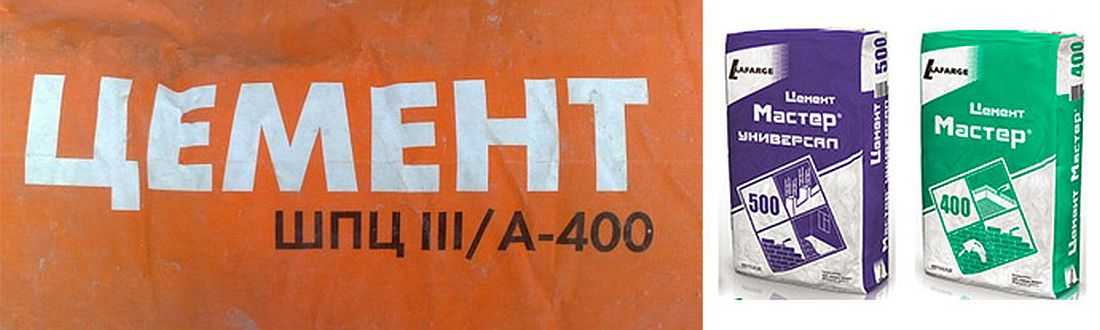 ЦЕМЕНТ
ШПЦ III/А-400
LAFARGE
Цемент
Мастер®
УНИВЕРСАЛ
500
500
Цемент
Мастер универсал
LAFARGE
Цемент
Мастер®
400
400
Цемент Мастер®